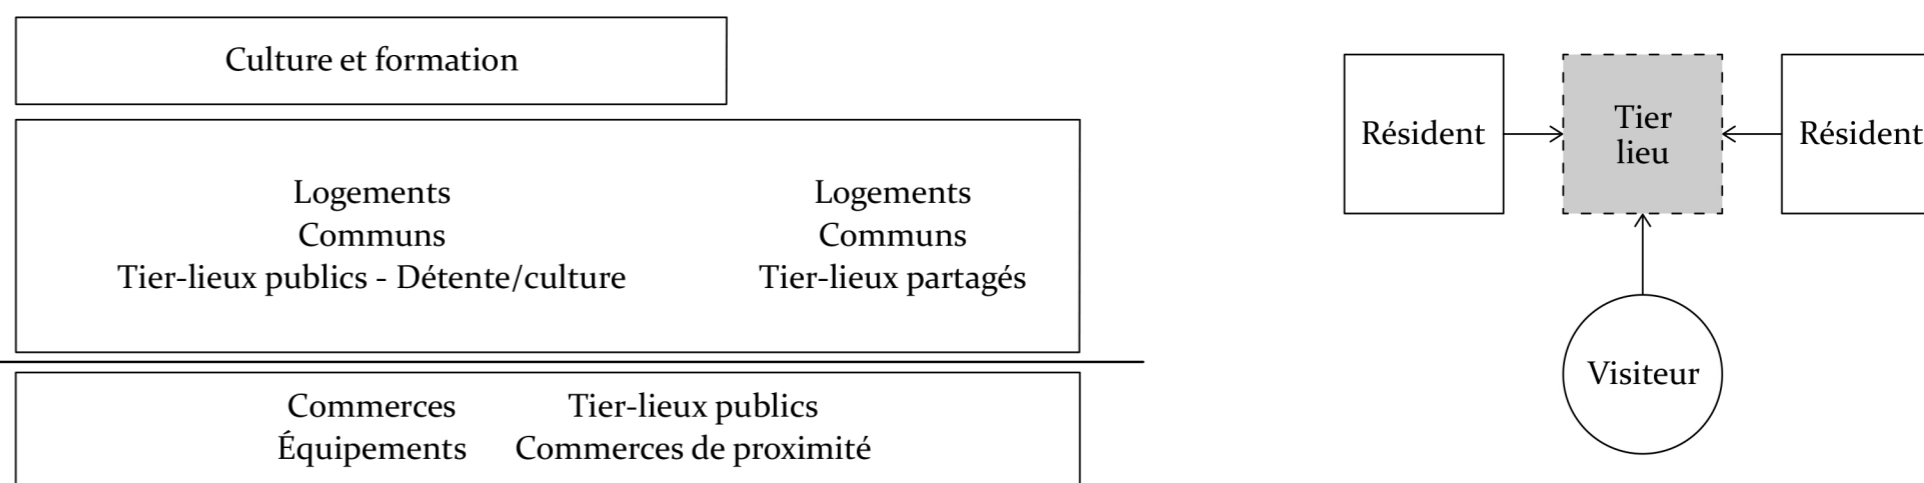 Culture et formation
Logements
Communs
Tier-lieux publics - Détente/culture
Logements
Communs
Tier-lieux partagés
Commerces
Équipements
Tier-lieux publics
Commerces de proximité
Résident
Tier
lieu
Résident
Visiteur